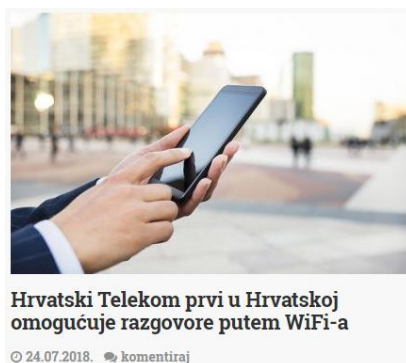 Hrvatski Telekom prvi u Hrvatskoj
omogućuje razgovore putem WiFi-a
24.07.2018. komentiraj